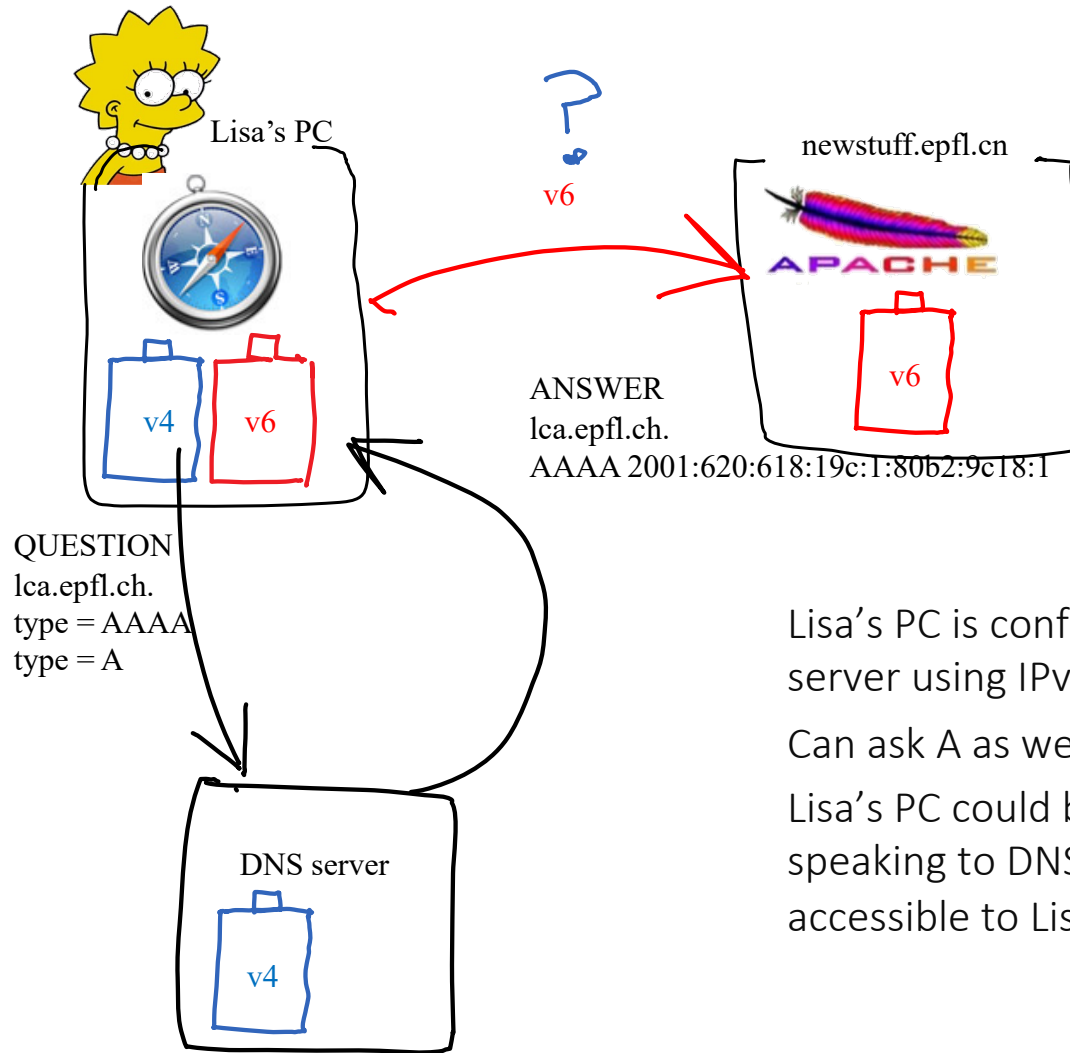 Lisa's PC
v6
newstuff.epfl.cn
N
E
S
W
APACHE
v4
v6
v6
ANSWER
lca.epfl.ch.
AAAA 2001:620:618:19c:1:80b2:9c18:1
QUESTION
lca.epfl.ch.
type = AAAA
type = A
Lisa's PC is conf
server using IPv
Can ask A as we
Lisa's PC could b
speaking to DNS
accessible to Lis
DNS server
v4